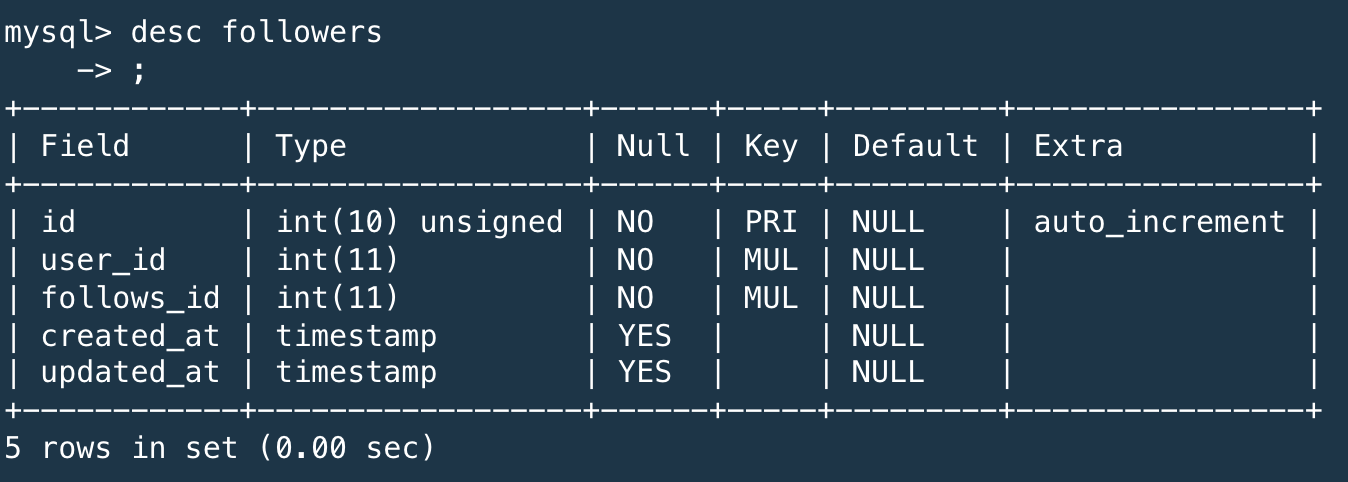 mysql> desc followers
    -> ;
+------------+------------------+------+-----+---------+----------------+
| Field      | Type             | Null | Key | Default | Extra          |
+------------+------------------+------+-----+---------+----------------+
| id         | int(10) unsigned | NO   | PRI | NULL    | auto_increment |
| user_id    | int(11)          | NO   | MUL | NULL    |                |
| follows_id | int(11)          | NO   | MUL | NULL    |                |
| created_at | timestamp        | YES  |     | NULL    |                |
| updated_at | timestamp        | YES  |     | NULL    |                |
+------------+------------------+------+-----+---------+----------------+
5 rows in set (0.00 sec)